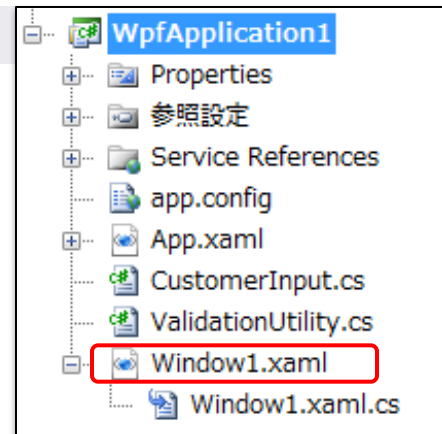 WpfApplication1
Properties
参照設定
Service References
app.config
App.xaml
CustomerInput.cs
ValidationUtility.cs
Window1.xaml
Window1.xaml.cs